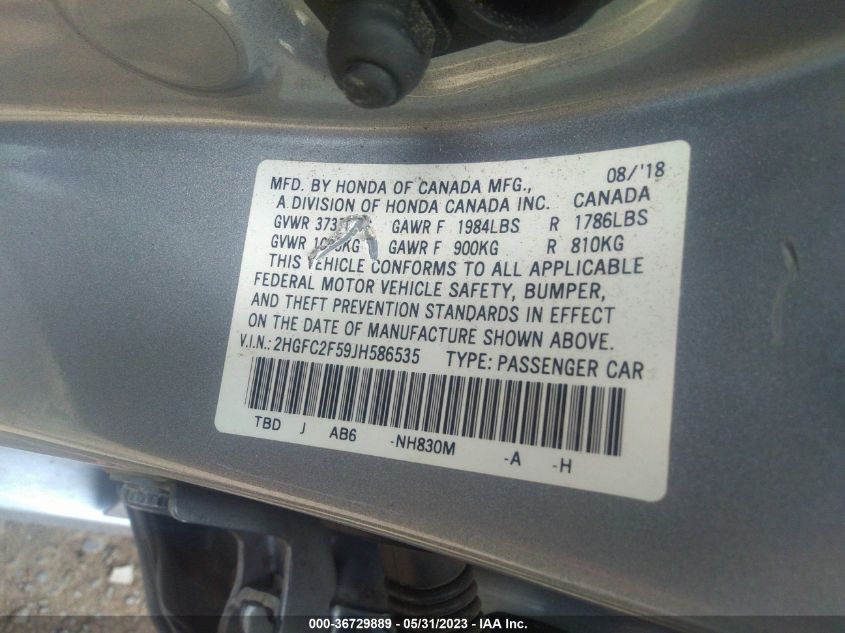 08/'18
MFD. BY HONDA OF CANADA MFG.,
A DIVISION OF HONDA CANADA INC. CANADA
GVWR GAWR F 1984LBS R 1786LBS
GVWR GAWR F 900KG R 810KG
THIS VEHICLE CONFORMS TO ALL APPLICABLE
FEDERAL MOTOR VEHICLE SAFETY, BUMPER,
AND THEFT PREVENTION STANDARDS IN EFFECT
ON THE DATE OF MANUFACTURE SHOWN ABOVE.
V.I.N.: 2HGFC2F59JH586535 TYPE: PASSENGER CAR
TBD J AB6 -NH830M -A -H
000-36729889 - 05/31/2023 - IAA Inc.